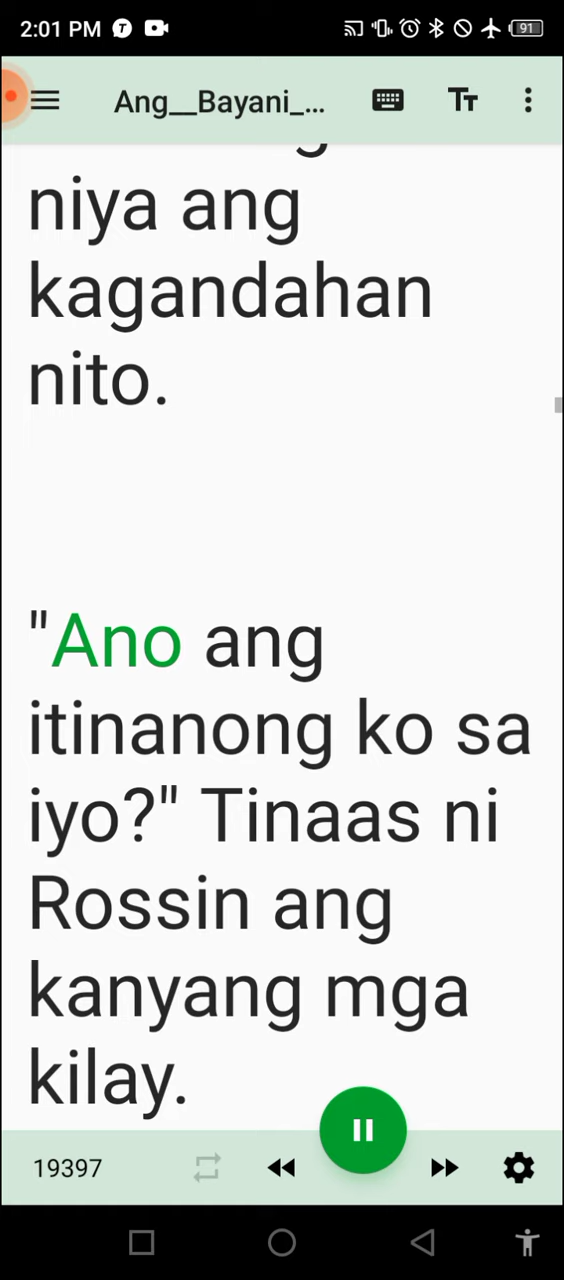 2:01 PM
91
Ang__Bayani_...
niya ang
kagandahan
nito.
"Ano ang
itinanong ko sa
iyo?" Tinaas ni
Rossin ang
kanyang mga
kilay.
19397